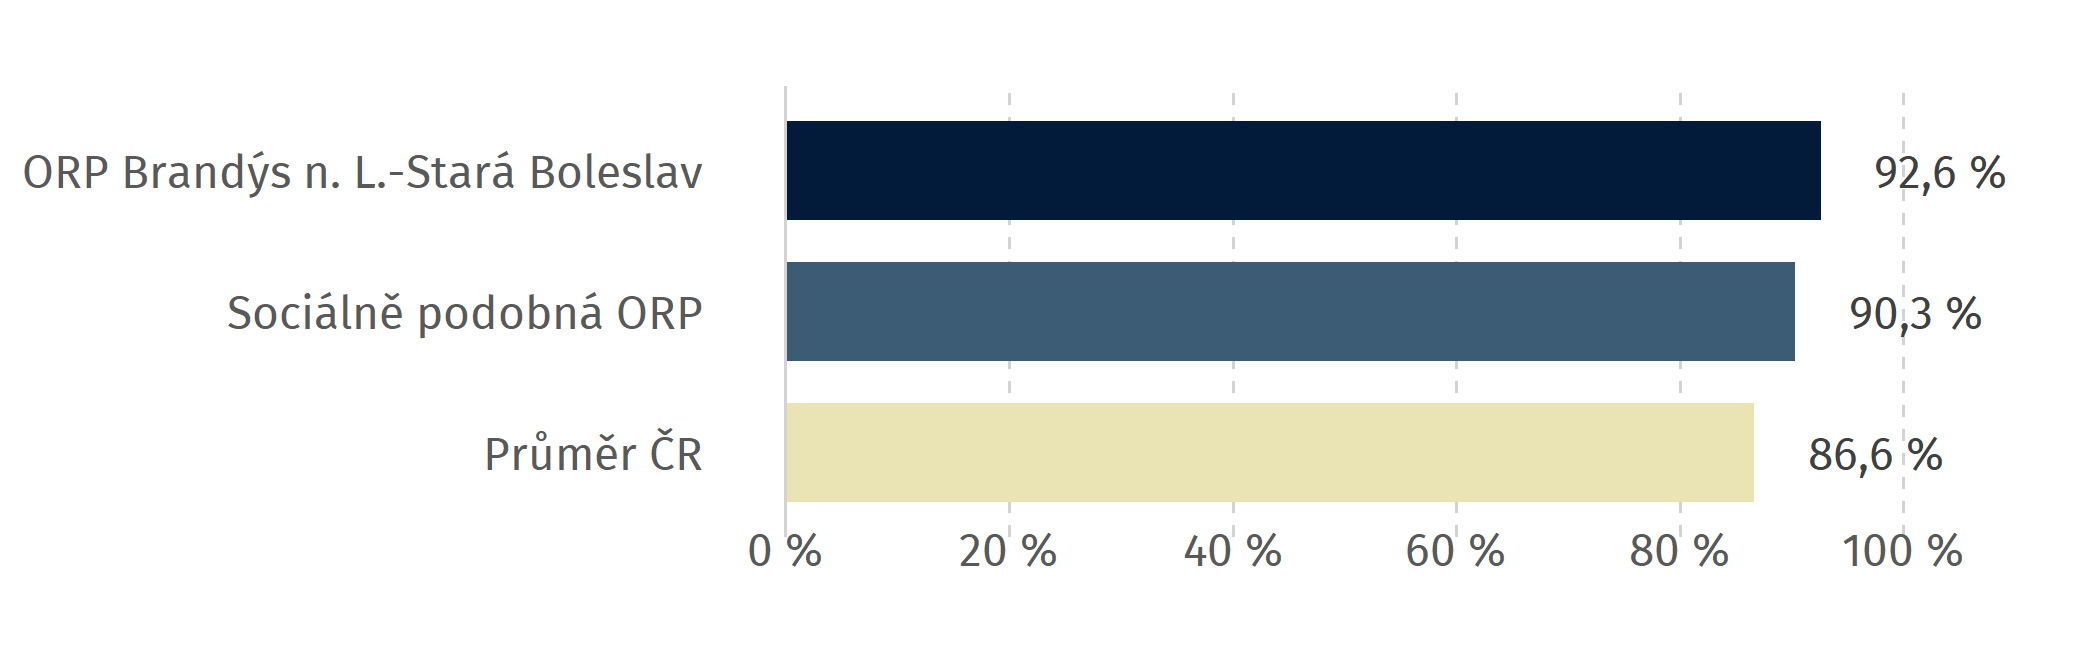 ORP Brandýs n. L.-Stará Boleslav 92,6 %
Sociálně podobná ORP 90,3 %
Průměr ČR 86,6 %
0 % 20 % 40 % 60 % 80 % 100 %